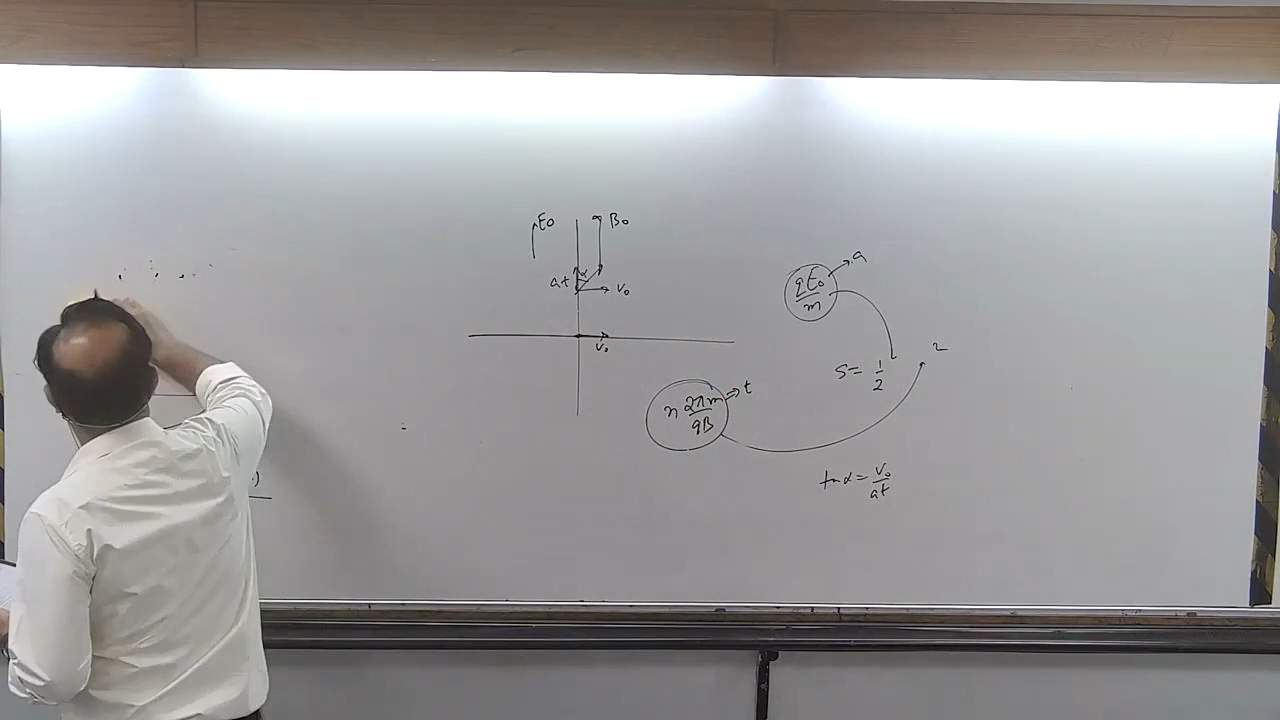 E0
B0
at
α
v0
v0
qE0/m
a
S = 1/2
2
n 2πm/qB
t
tan α = v0/at
)